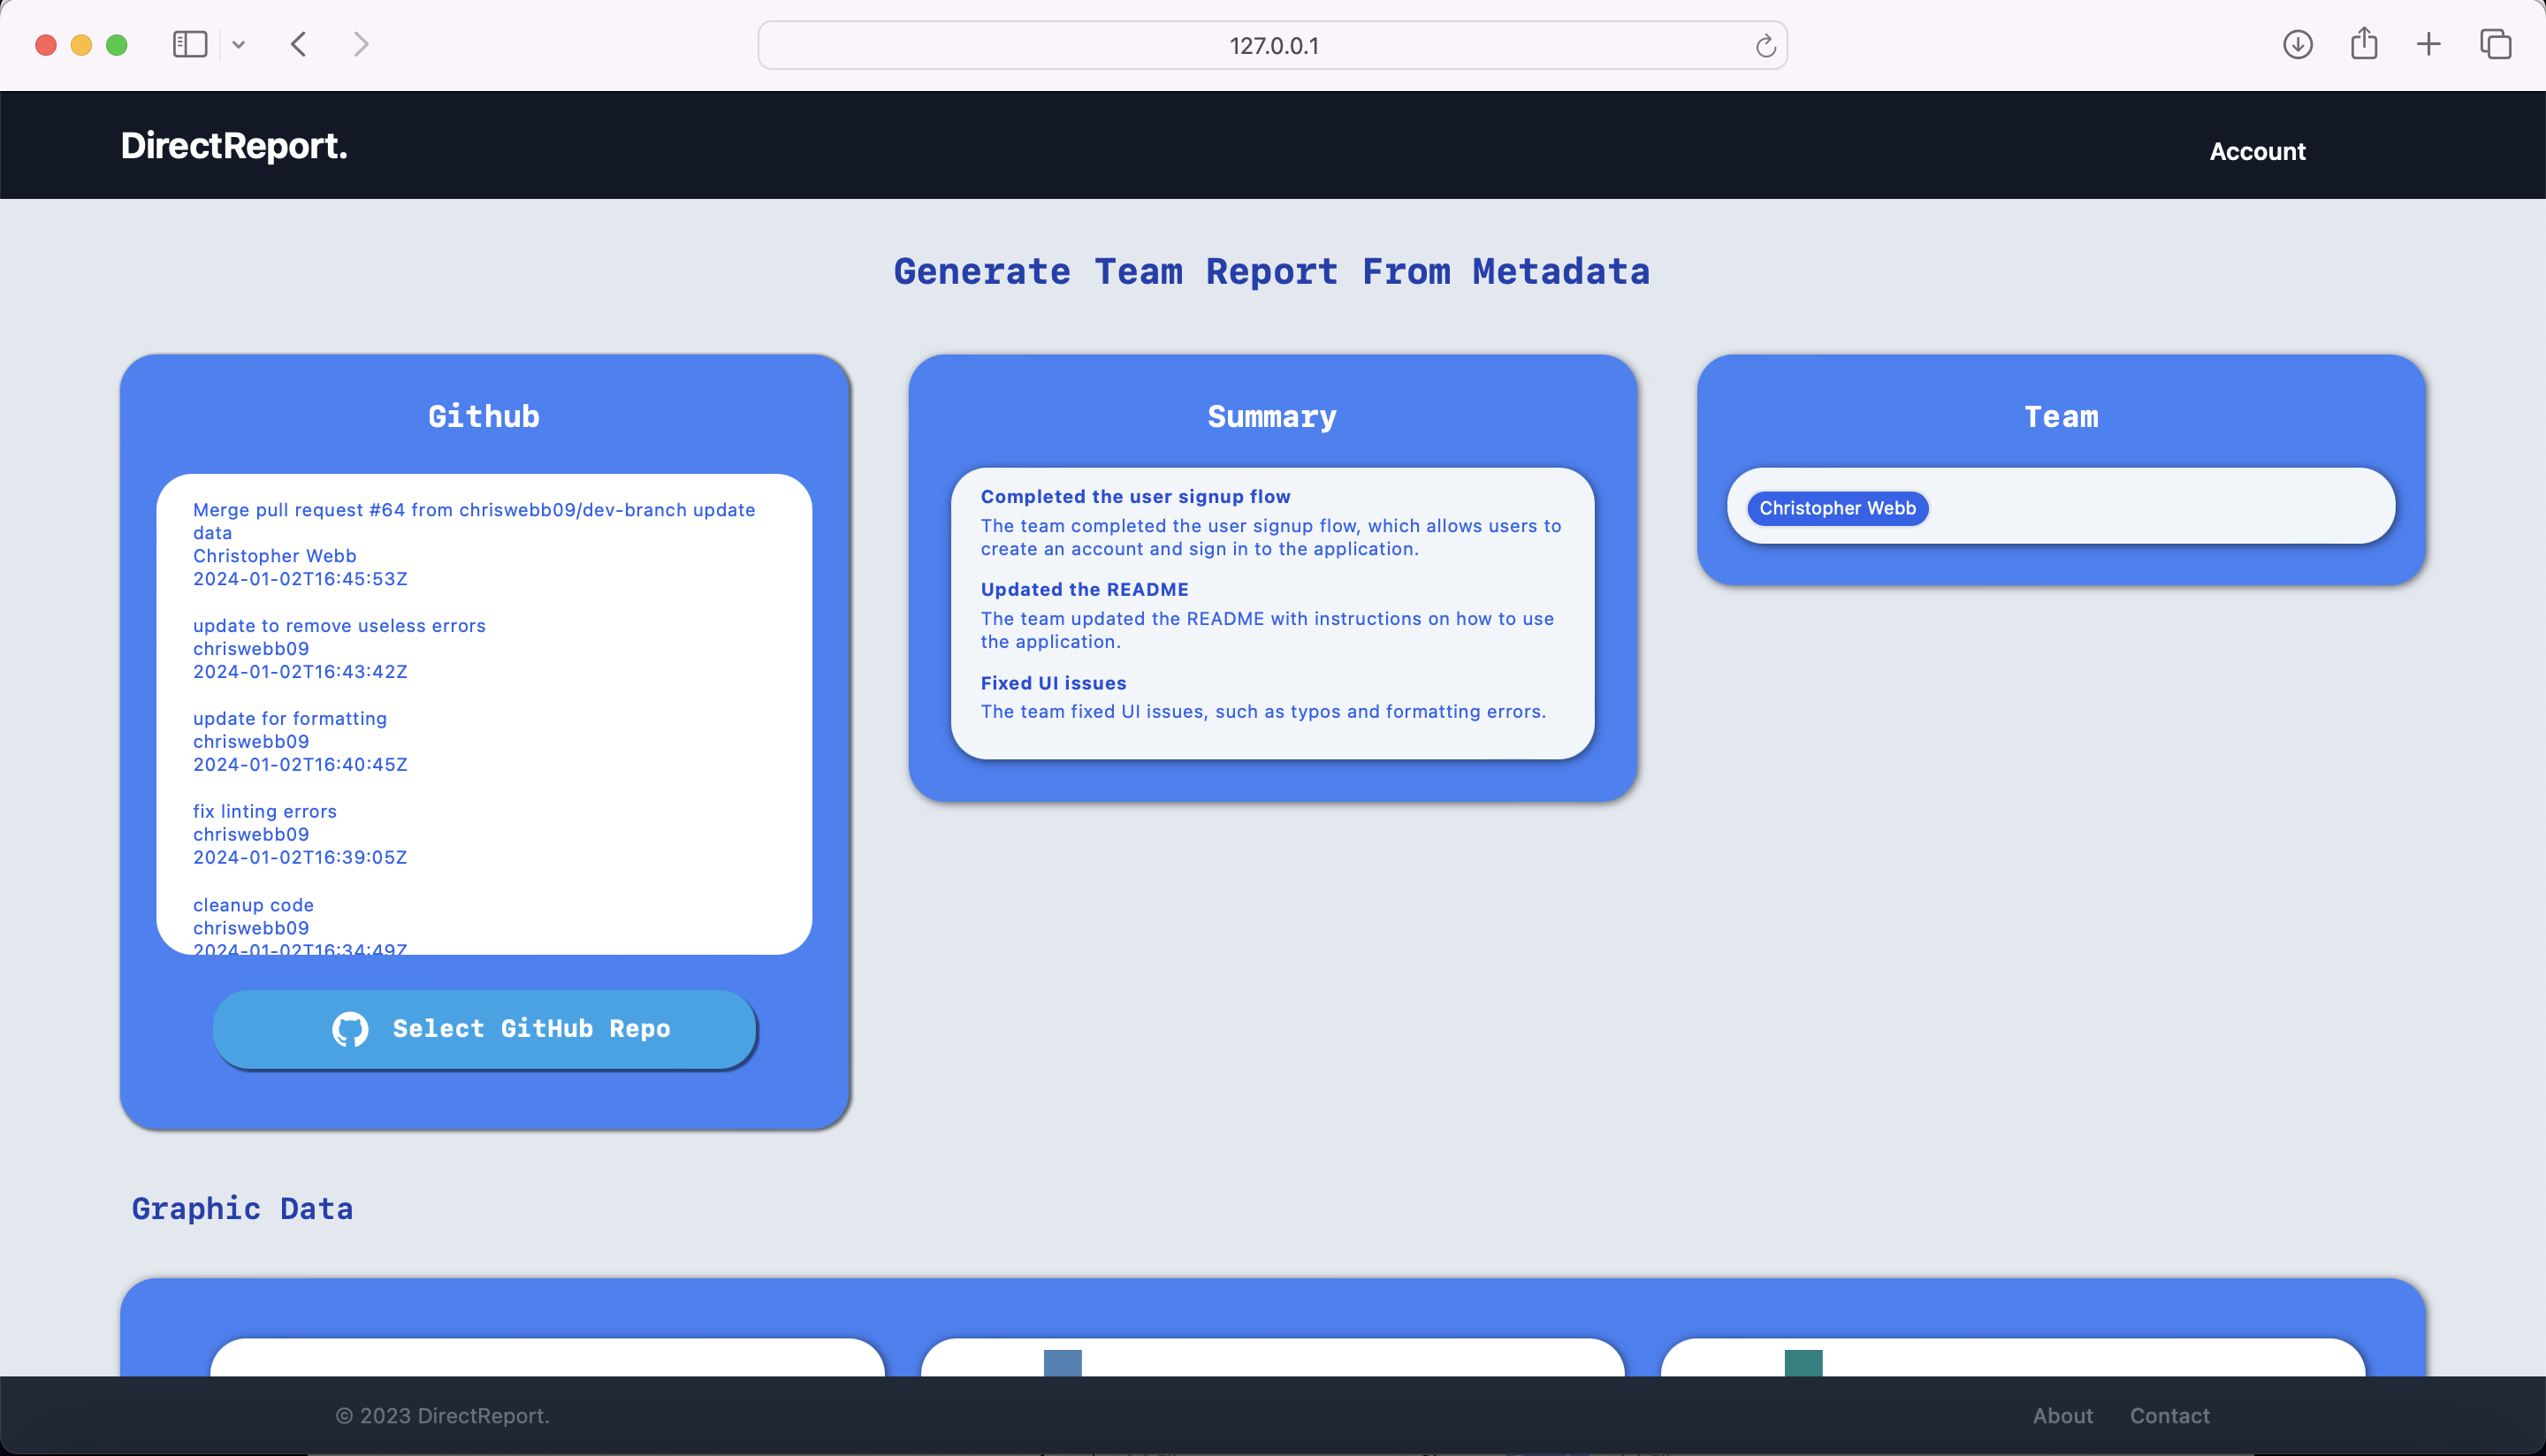 127.0.0.1
DirectReport.
Account
Generate Team Report From Metadata
Github
Merge pull request #64 from chriswebb09/dev-branch update
data
Christopher Webb
2024-01-02T16:45:53Z
update to remove useless errors
chriswebb09
2024-01-02T16:43:42Z
update for formatting
chriswebb09
2024-01-02T16:40:45Z
fix linting errors
chriswebb09
2024-01-02T16:39:05Z
cleanup code
chriswebb09
2024-01-02T16:34:49Z
Select GitHub Repo
Summary
Completed the user signup flow
The team completed the user signup flow, which allows users to
create an account and sign in to the application.
Updated the README
The team updated the README with instructions on how to use
the application.
Fixed UI issues
The team fixed UI issues, such as typos and formatting errors.
Team
Christopher Webb
Graphic Data
© 2023 DirectReport.
About
Contact